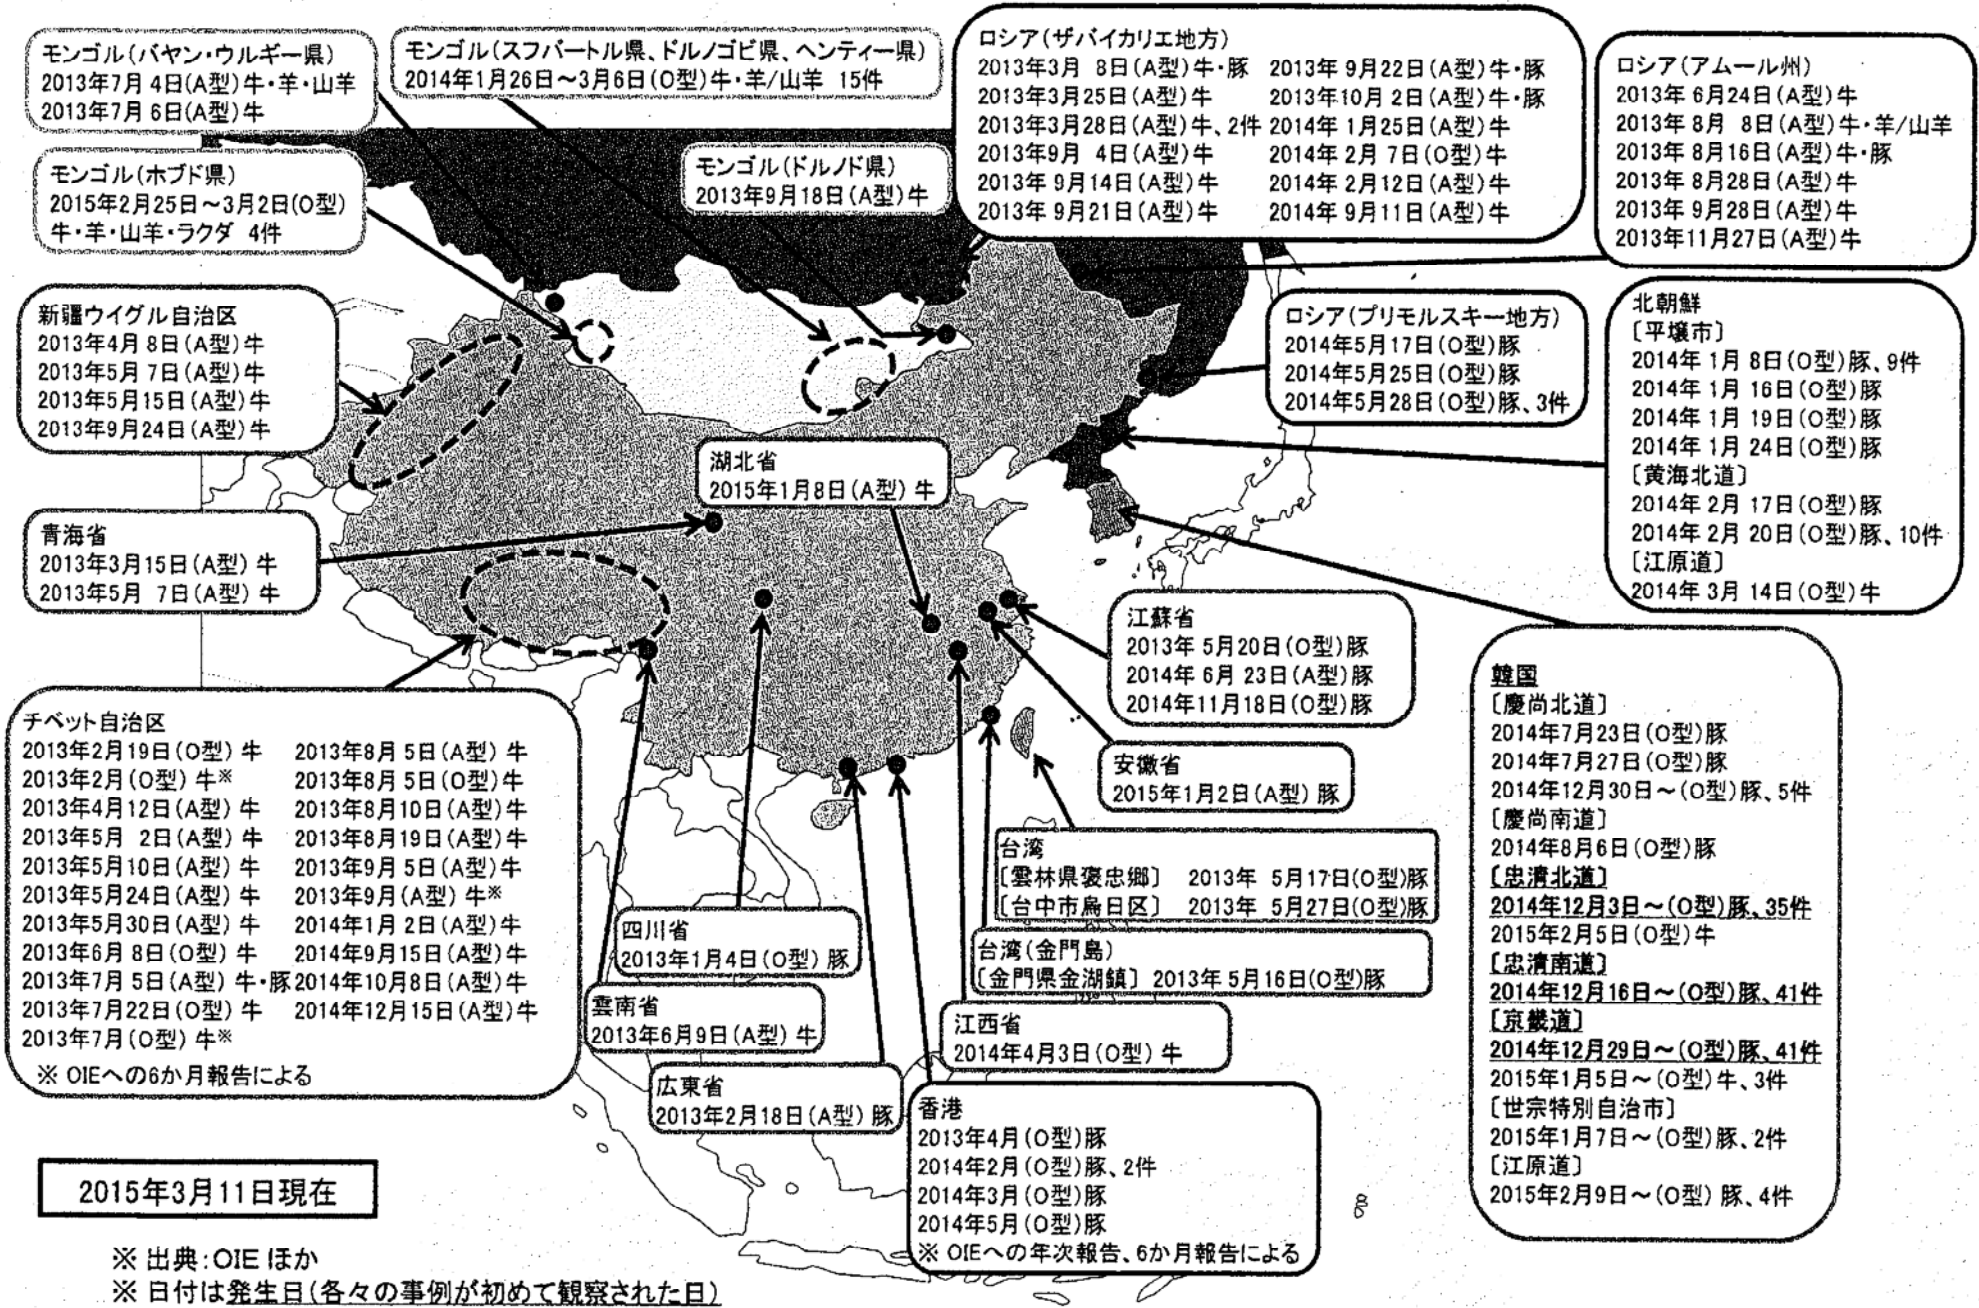 モンゴル(バヤン・ウルギー県)
2013年7月 4日(A型)牛・羊・山羊
2013年7月 6日(A型)牛
モンゴル(スフバートル県、ドルノゴビ県、ヘンティー県)
2014年1月26日～3月6日(O型)牛・羊/山羊 15件
モンゴル(ホブド県)
2015年2月25日～3月2日(O型)
牛・羊・山羊・ラクダ 4件
モンゴル(ドルノド県)
2013年9月18日(A型)牛
ロシア(ザバイカリエ地方)
2013年3月 8日(A型)牛・豚 2013年 9月22日(A型)牛・豚
2013年3月25日(A型)牛 2013年10月 2日(A型)牛・豚
2013年3月28日(A型)牛、2件 2014年 1月25日(A型)牛
2013年9月 4日(A型)牛 2014年 2月 7日(O型)牛
2013年 9月14日(A型)牛 2014年 2月12日(A型)牛
2013年 9月21日(A型)牛 2014年 9月11日(A型)牛
ロシア(アムール州)
2013年 6月24日(A型)牛
2013年 8月 8日(A型)牛・羊/山羊
2013年 8月16日(A型)牛・豚
2013年 8月28日(A型)牛
2013年 9月28日(A型)牛
2013年11月27日(A型)牛
新疆ウイグル自治区
2013年4月 8日(A型)牛
2013年5月 7日(A型)牛
2013年5月15日(A型)牛
2013年9月24日(A型)牛
ロシア(プリモルスキー地方)
2014年5月17日(O型)豚
2014年5月25日(O型)豚
2014年5月28日(O型)豚、3件
北朝鮮
〔平壌市〕
2014年 1月 8日(O型)豚、9件
2014年 1月 16日(O型)豚
2014年 1月 19日(O型)豚
2014年 1月 24日(O型)豚
〔黄海北道〕
2014年 2月 17日(O型)豚
2014年 2月 20日(O型)豚、10件
〔江原道〕
2014年 3月 14日(O型)牛
湖北省
2015年1月8日(A型) 牛
青海省
2013年3月15日(A型) 牛
2013年5月 7日(A型) 牛
江蘇省
2013年 5月20日(O型)豚
2014年 6月 23日(A型)豚
2014年11月18日(O型)豚
安徽省
2015年1月2日(A型) 豚
韓国
〔慶尚北道〕
2014年7月23日(O型)豚
2014年7月27日(O型)豚
2014年12月30日～(O型)豚、5件
〔慶尚南道〕
2014年8月6日(O型)豚
〔忠清北道〕
2014年12月3日～(O型)豚、35件
2015年2月5日(O型)牛
〔忠清南道〕
2014年12月16日～(O型)豚、41件
〔京畿道〕
2014年12月29日～(O型)豚、41件
2015年1月5日～(O型)牛、3件
〔世宗特別自治市〕
2015年1月7日～(O型)豚、2件
〔江原道〕
2015年2月9日～(O型) 豚、4件
チベット自治区
2013年2月19日(O型) 牛 2013年8月 5日(A型) 牛
2013年2月(O型) 牛※ 2013年8月 5日(O型) 牛
2013年4月12日(A型) 牛 2013年8月10日(A型)牛
2013年5月 2日(A型) 牛 2013年8月19日(A型)牛
2013年5月10日(A型) 牛 2013年9月 5日(A型)牛
2013年5月24日(A型) 牛 2013年9月(A型) 牛※
2013年5月30日(A型) 牛 2014年1月 2日(A型)牛
2013年6月 8日(O型) 牛 2014年9月15日(A型)牛
2013年7月 5日(A型) 牛・豚 2014年10月8日(A型)牛
2013年7月22日(O型) 牛 2014年12月15日(A型)牛
2013年7月(O型) 牛※
※ OIEへの6か月報告による
台湾
〔雲林県褒忠郷〕 2013年 5月17日(O型)豚
〔台中市烏日区〕 2013年 5月27日(O型)豚
四川省
2013年1月4日(O型) 豚
台湾(金門島)
〔金門県金湖鎮〕 2013年 5月16日(O型)豚
雲南省
2013年6月9日(A型) 牛
江西省
2014年4月3日(O型) 牛
広東省
2013年2月18日(A型) 豚
香港
2013年4月(O型)豚
2014年2月(O型)豚、2件
2014年3月(O型)豚
2014年5月(O型)豚
※ OIEへの年次報告、6か月報告による
2015年3月11日現在
※ 出典:OIE ほか
※ 日付は発生日(各々の事例が初めて観察された日)